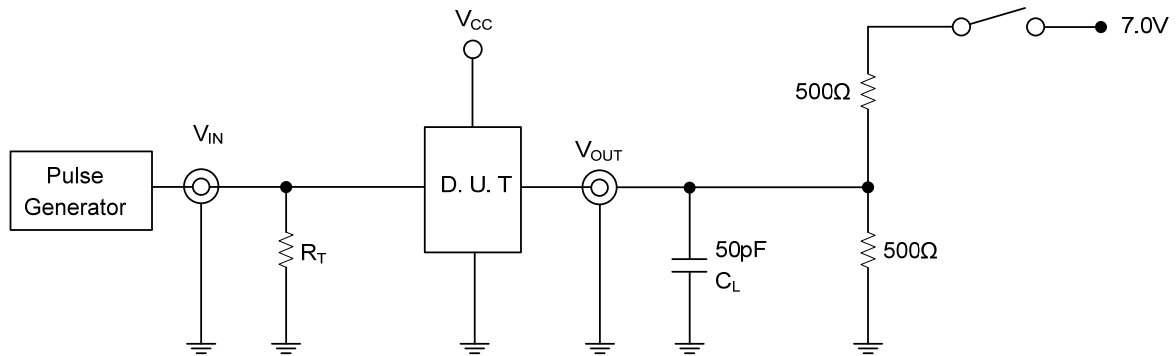 VCC
7.0V
500Ω
VIN
VOUT
Pulse
Generator
D. U. T
RT
50pF
CL
500Ω